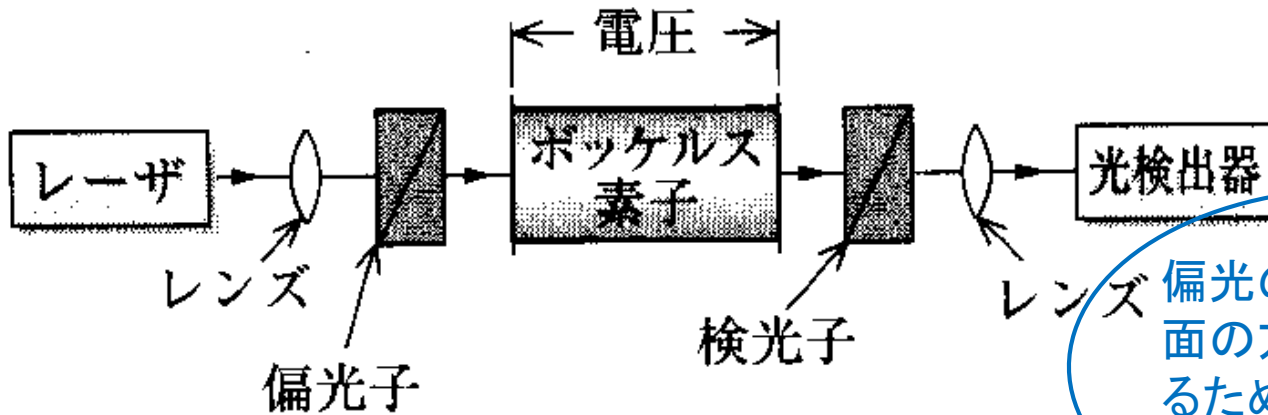 電圧
レーザ
ボッケルス
素子
光検出器
レンズ
偏光子
検光子
レンズ
偏光の
面の
るため